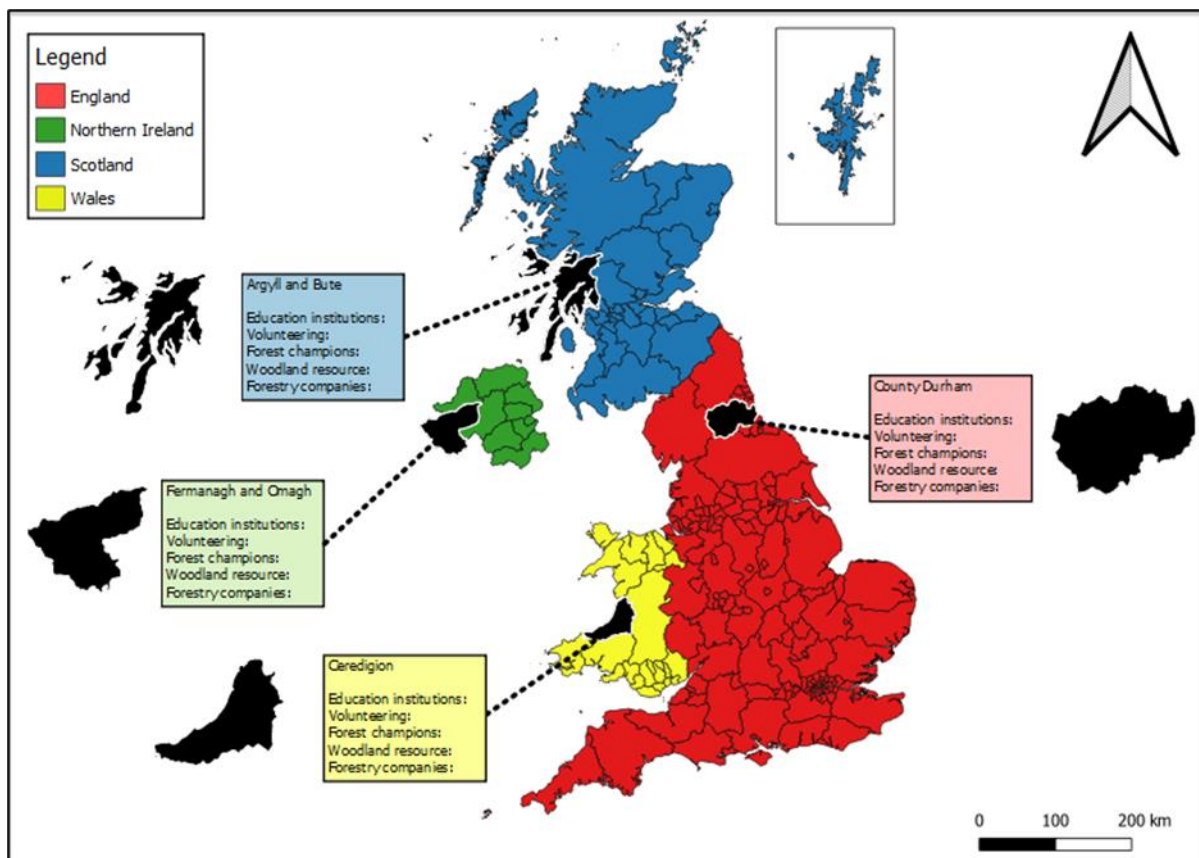 Legend
England
Northern Ireland
Scotland
Wales
Argyll and Bute
Education institutions:
Volunteering:
Forest champions:
Woodland resource:
Forestry companies:
County Durham
Education institutions:
Volunteering:
Forest champions:
Woodland resource:
Forestry companies:
Fermanagh and Omagh
Education institutions:
Volunteering:
Forest champions:
Woodland resource:
Forestry companies:
Ceredigion
Education institutions:
Volunteering:
Forest champions:
Woodland resource:
Forestry companies:
0 100 200 km